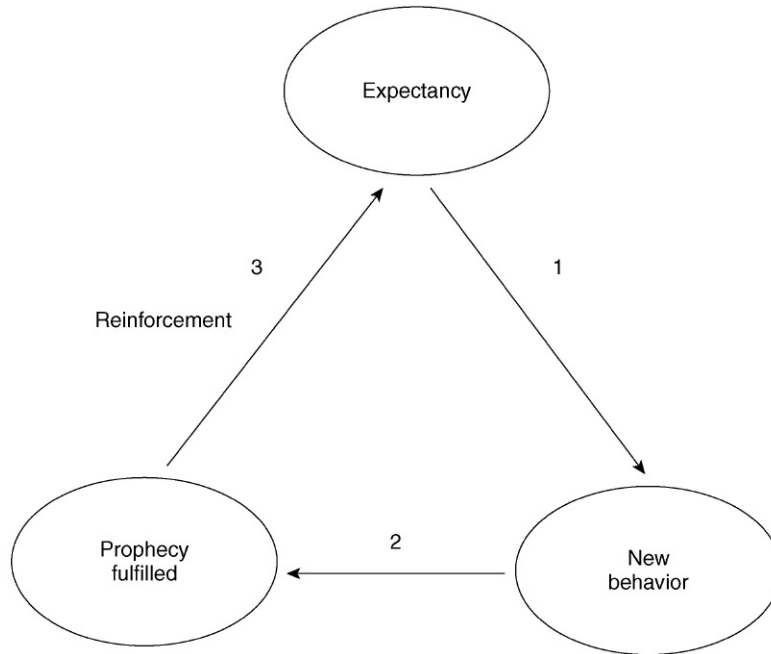 Expectancy
3
1
Reinforcement
2
Prophecy
fulfilled
New
behavior